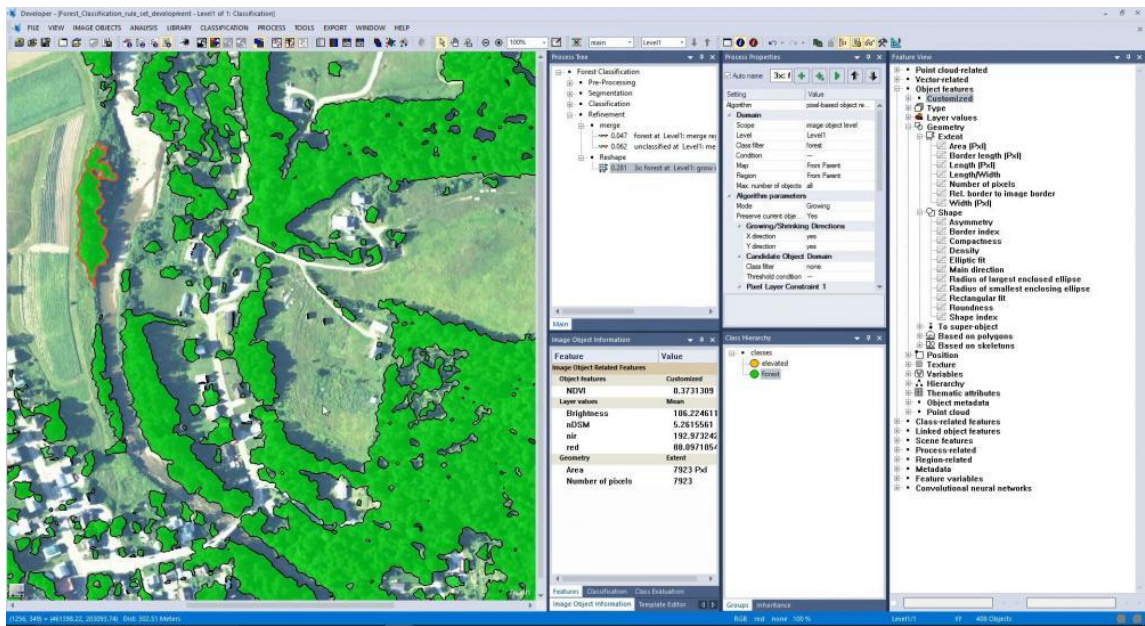 Developer - [Forest_Classification_rule_set_development - Level1 of 1: Classification]
FILE VIEW IMAGE OBJECTS ANALYSIS LIBRARY CLASSIFICATION PROCESS TOOLS EXPORT WINDOW HELP
100% main Level1
Process Tree
Forest Classification
Pre-Processing
Segmentation
Classification
Refinement
merge
0.047 forest at Level1: merge re
0.062 unclassified at Level1: me
Reshape
0.281 3x: forest at Level1: grow
Main
Process Properties
Auto name 3x: f
Setting Value
Algorithm pixel-based object re...
Domain
Scope image object level
Level Level1
Class filter forest
Condition ---
Map From Parent
Region From Parent
Max. number of objects all
Algorithm parameters
Mode Growing
Preserve current obje... Yes
Growing/Shrinking Directions
X direction yes
Y direction yes
Candidate Object Domain
Class filter none
Threshold condition ---
Pixel Layer Constraint 1
Image Object Information
Feature Value
Image Object Related Features
Object features Customized
NDVI 0.3731309
Layer values Mean
Brightness 106.224611
nDSM 5.2615561
nir 192.973242
red 88.0971854
Geometry Extent
Area 7923 Pxl
Number of pixels 7923
Features Classification Class Evaluation
Image Object Information Template Editor
Class Hierarchy
classes
elevated
forest
Groups Inheritance
Feature View
Point cloud-related
Vector-related
Object features
Customized
Type
Layer values
Geometry
Extent
Area (Pxl)
Border length (Pxl)
Length (Pxl)
Length/Width
Number of pixels
Rel. border to image border
Width (Pxl)
Shape
Asymmetry
Border index
Compactness
Density
Elliptic fit
Main direction
Radius of largest enclosed ellipse
Radius of smallest enclosing ellipse
Rectangular fit
Roundness
Shape index
To super-object
Based on polygons
Based on skeletons
Position
Texture
Variables
Hierarchy
Thematic attributes
Object metadata
Point cloud
Class-related features
Linked object features
Scene features
Process-related
Region-related
Metadata
Feature variables
Convolutional neural networks
(1256, 349) = (461398.22, 203093.74) Dist: 302.51 Meters
RGB red none 100 % Level1/1 XY 408 Objects